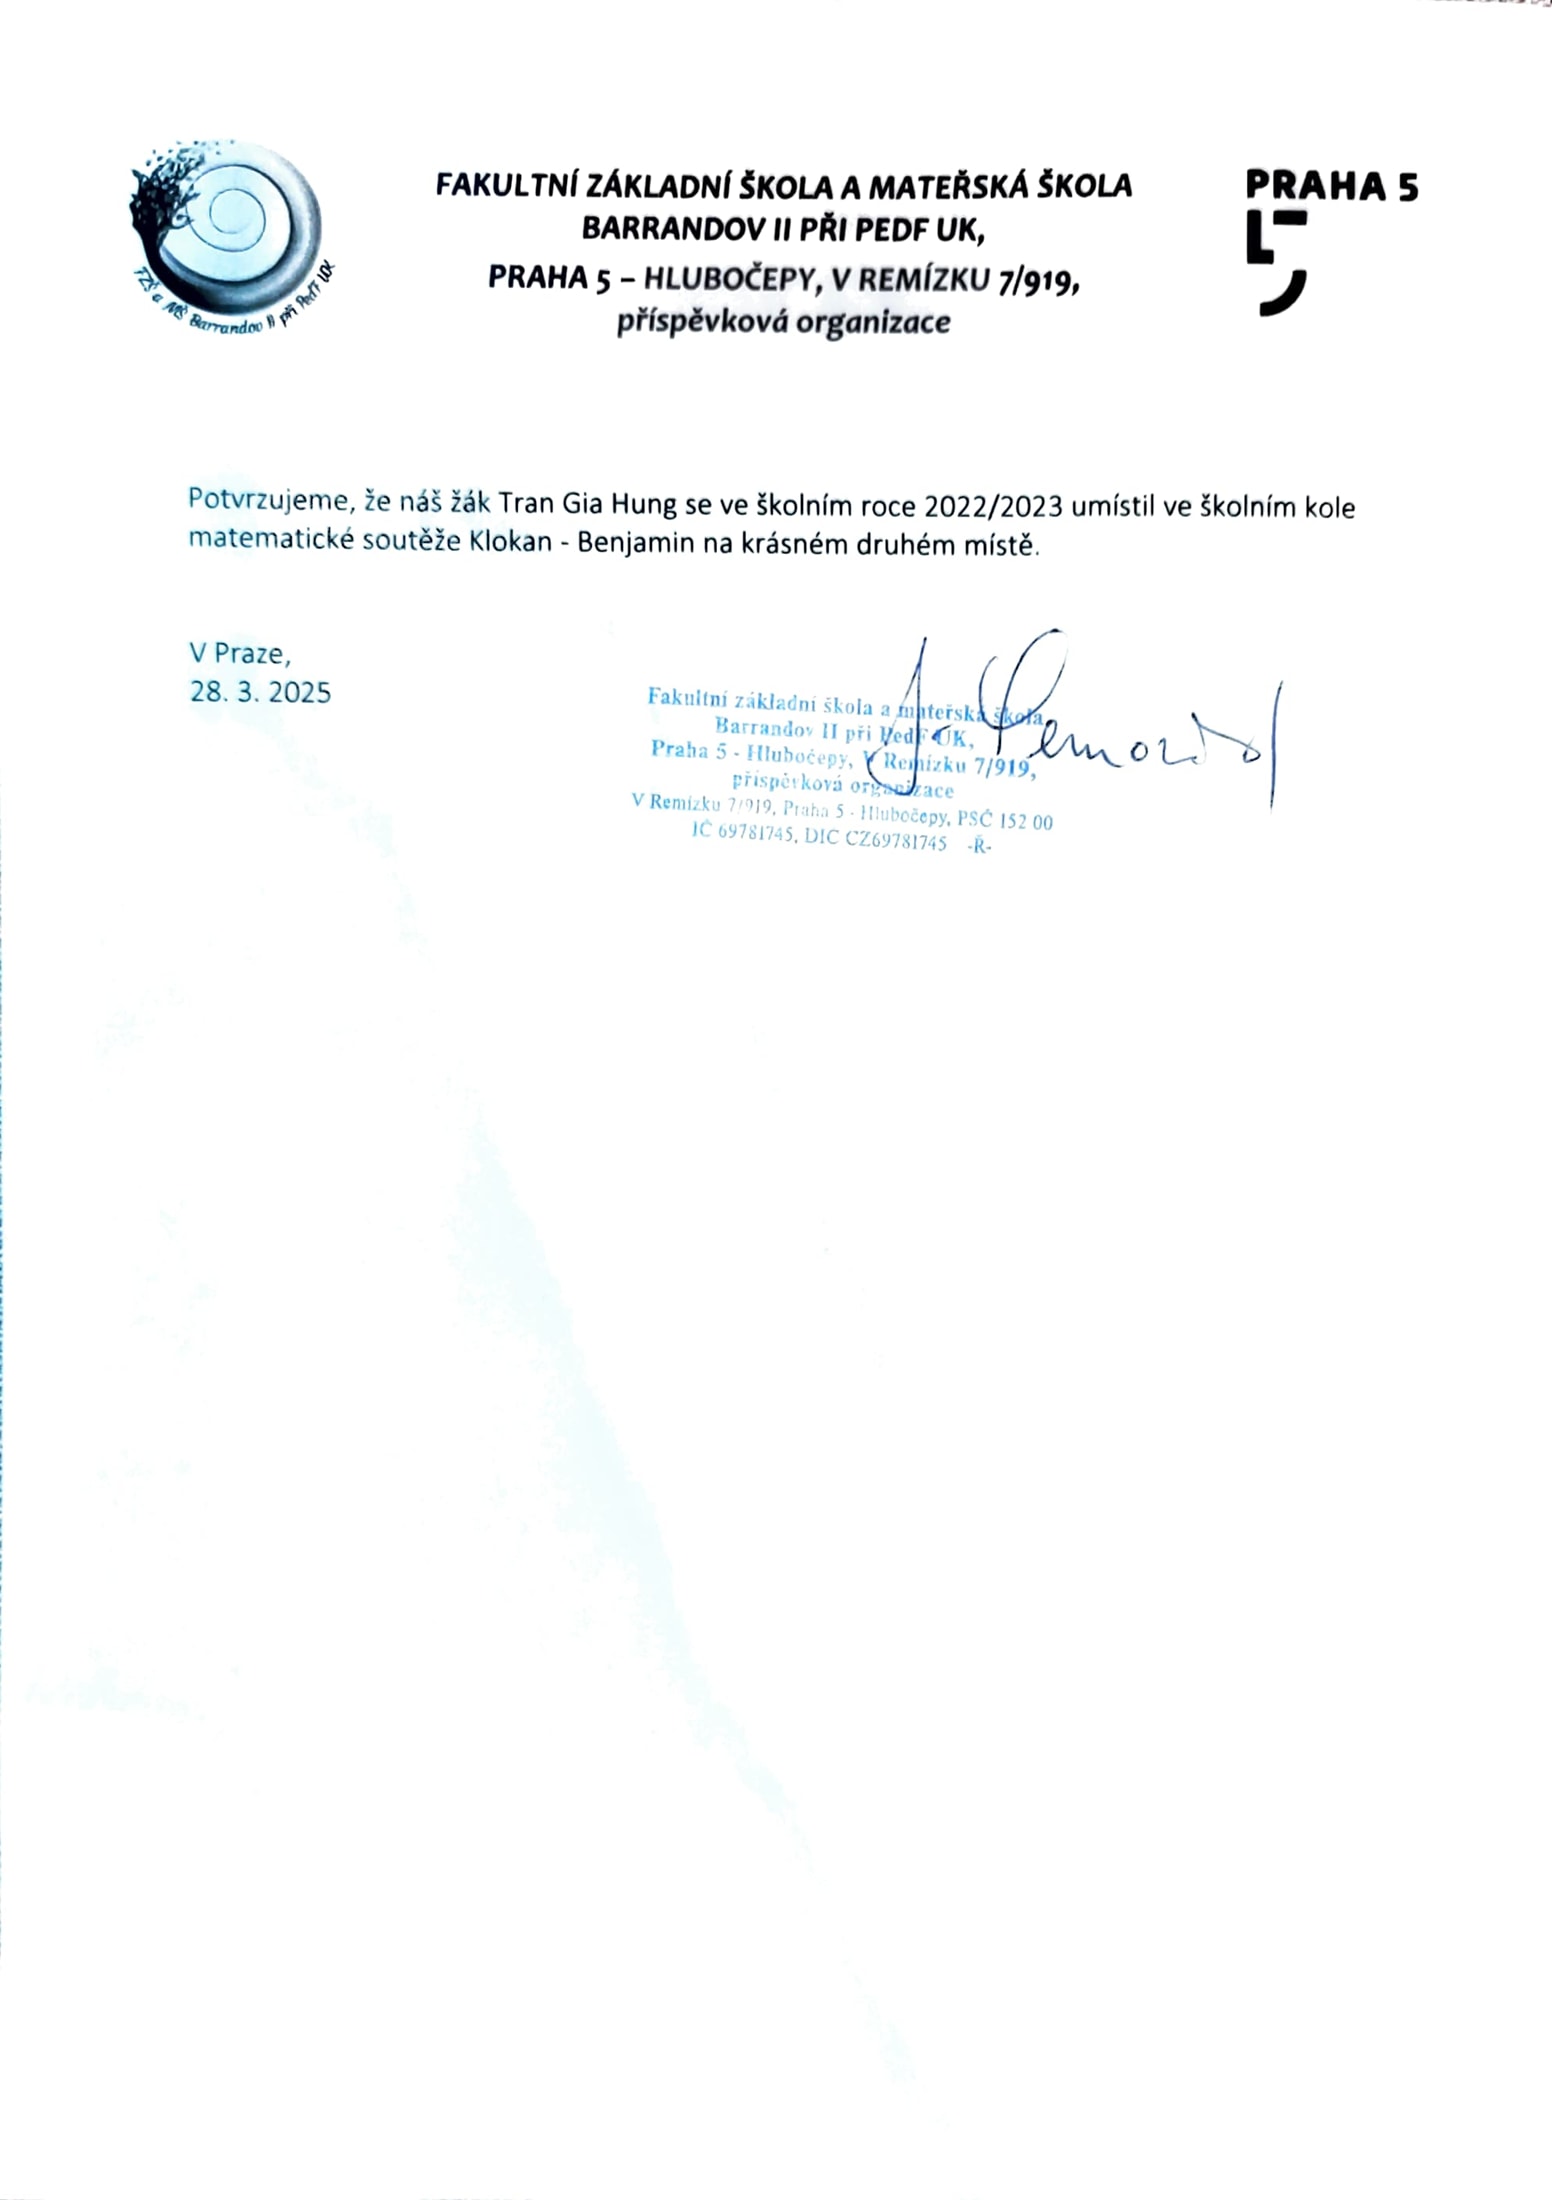 FZŠ a MŠ Barrandov II při PedF UK
FAKULTNÍ ZÁKLADNÍ ŠKOLA A MATEŘSKÁ ŠKOLA
BARRANDOV II PŘI PEDF UK,
PRAHA 5 – HLUBOČEPY, V REMÍZKU 7/919,
příspěvková organizace
PRAHA 5
Potvrzujeme, že náš žák Tran Gia Hung se ve školním roce 2022/2023 umístil ve školním kole
matematické soutěže Klokan - Benjamin na krásném druhém místě.
V Praze,
28. 3. 2025
Fakultní základní škola a mateřská škola
Barrandov II při PedF UK,
Praha 5 - Hlubočepy, V Remízku 7/919,
příspěvková organizace
V Remízku 7/919, Praha 5 - Hlubočepy, PSČ 152 00
IČ 69781745, DIČ CZ69781745 -Ř-